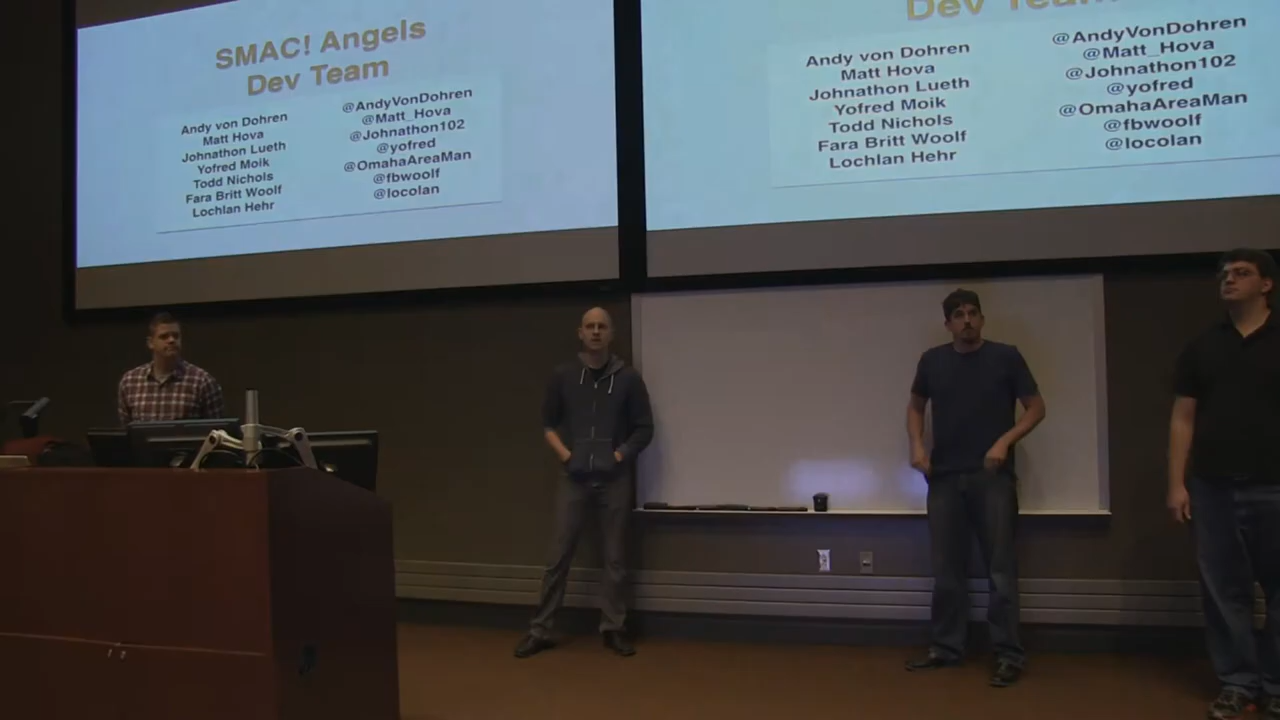 SMAC! Angels
Dev Team
Andy von Dohren @AndyVonDohren
Matt Hova @Matt_Hova
Johnathon Lueth @Johnathon102
Yofred Moik @yofred
Todd Nichols @OmahaAreaMan
Fara Britt Woolf @fbwoolf
Lochlan Hehr @locolan
Dev Team
Andy von Dohren @AndyVonDohren
Matt Hova @Matt_Hova
Johnathon Lueth @Johnathon102
Yofred Moik @yofred
Todd Nichols @OmahaAreaMan
Fara Britt Woolf @fbwoolf
Lochlan Hehr @locolan